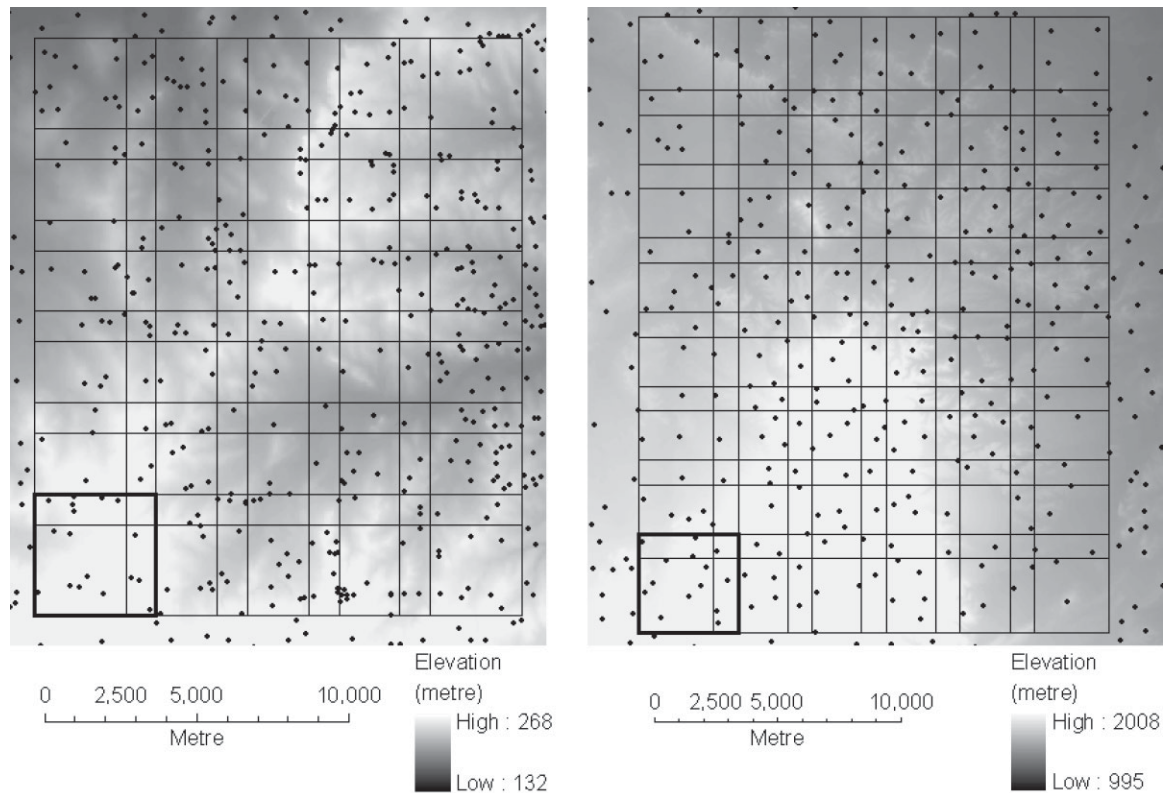 Elevation
(metre)
0 2,500 5,000 10,000
High : 268
Metre
Low : 132
Elevation
(metre)
0 2,500 5,000 10,000
High : 2008
Metre
Low : 995